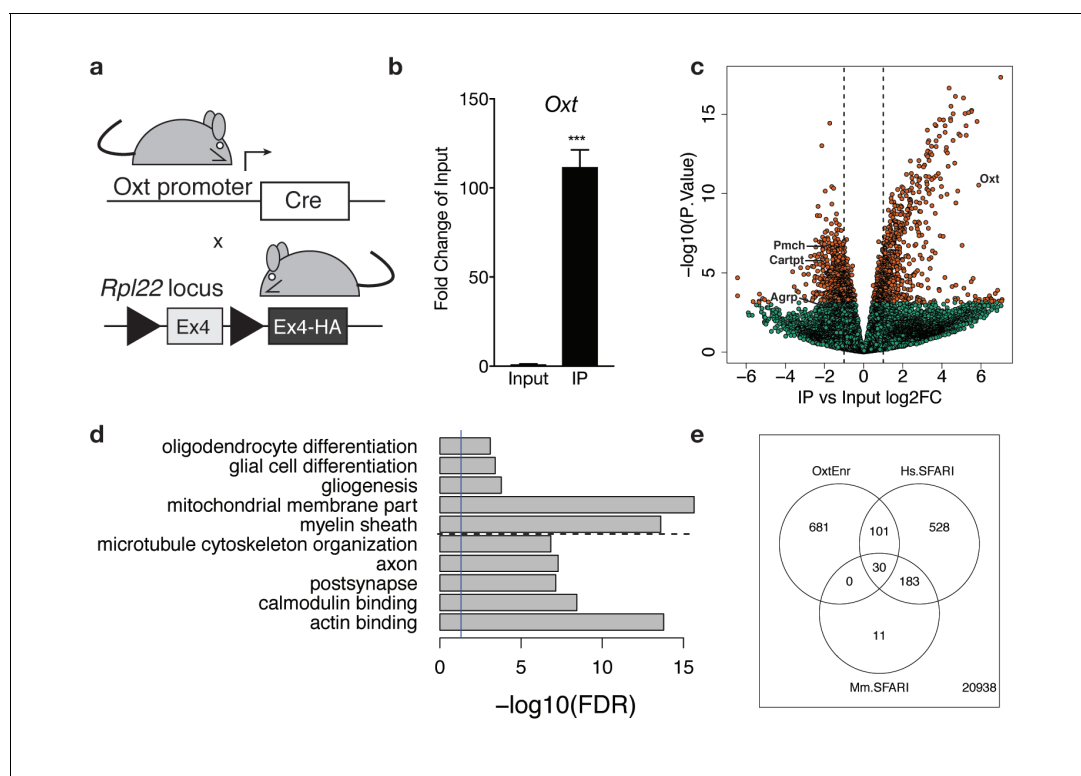 a
Oxt promoter
Cre
x
Rpl22 locus
Ex4
Ex4-HA
b
Oxt
***
150
100
50
0
Fold Change of Input
Input
IP
c
15
10
5
0
−log10(P.Value)
Oxt
Pmch
Cartpt
Agrp
−6
−4
−2
0
2
4
6
IP vs Input log2FC
d
oligodendrocyte differentiation
glial cell differentiation
gliogenesis
mitochondrial membrane part
myelin sheath
microtubule cytoskeleton organization
axon
postsynapse
calmodulin binding
actin binding
0
5
10
15
−log10(FDR)
e
OxtEnr
Hs.SFARI
681
101
528
30
0
183
11
Mm.SFARI
20938